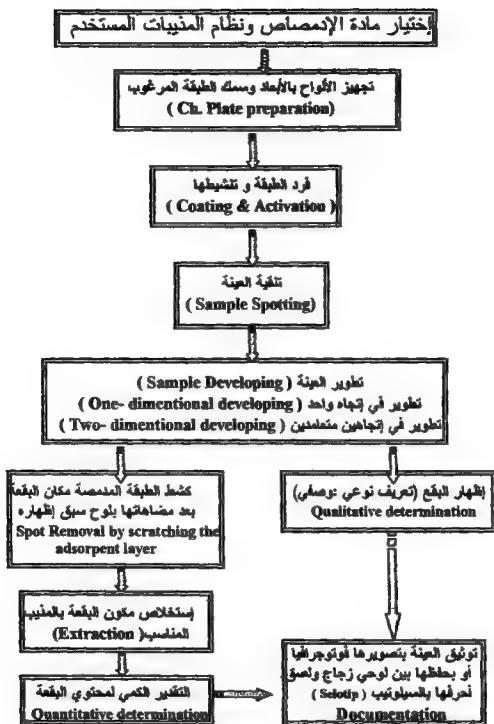 إختيار مادة الإدمصاص ونظام المذيبات المستخدم
تجهيز الألواح بالأبعاد وسمك الطبقة المرغوب
( Ch. Plate preparation)
فرد الطبقة و تنشيطها
( Coating & Activation )
تنقية العينة
( Sample Spotting)
تطوير العينة ( Sample Developing )
تطوير في إتجاه واحد ( One- dimentional developing )
تطوير في إتجاهين متعامدين ( Two- dimentional developing )
كشط الطبقة المدمصة مكان البقعة
بعد مضاهاتها بلوح سبق إظهاره
Spot Removal by scratching the
adsorpent layer
إستخلاص مكون البقعة بالمذيب
المناسب( Extraction)
التقدير الكمي لمحتوي البقعة
Quantitative determination
إظهار البقع (تعريف نوعي :وصفي)
Qualitative determination
توثيق العينة بتصويرها فوتوجرافيا
أو بحفظها بين لوحي زجاج ولصق
أحرفها بالسيلوتيب ( Selotip )
Documentation